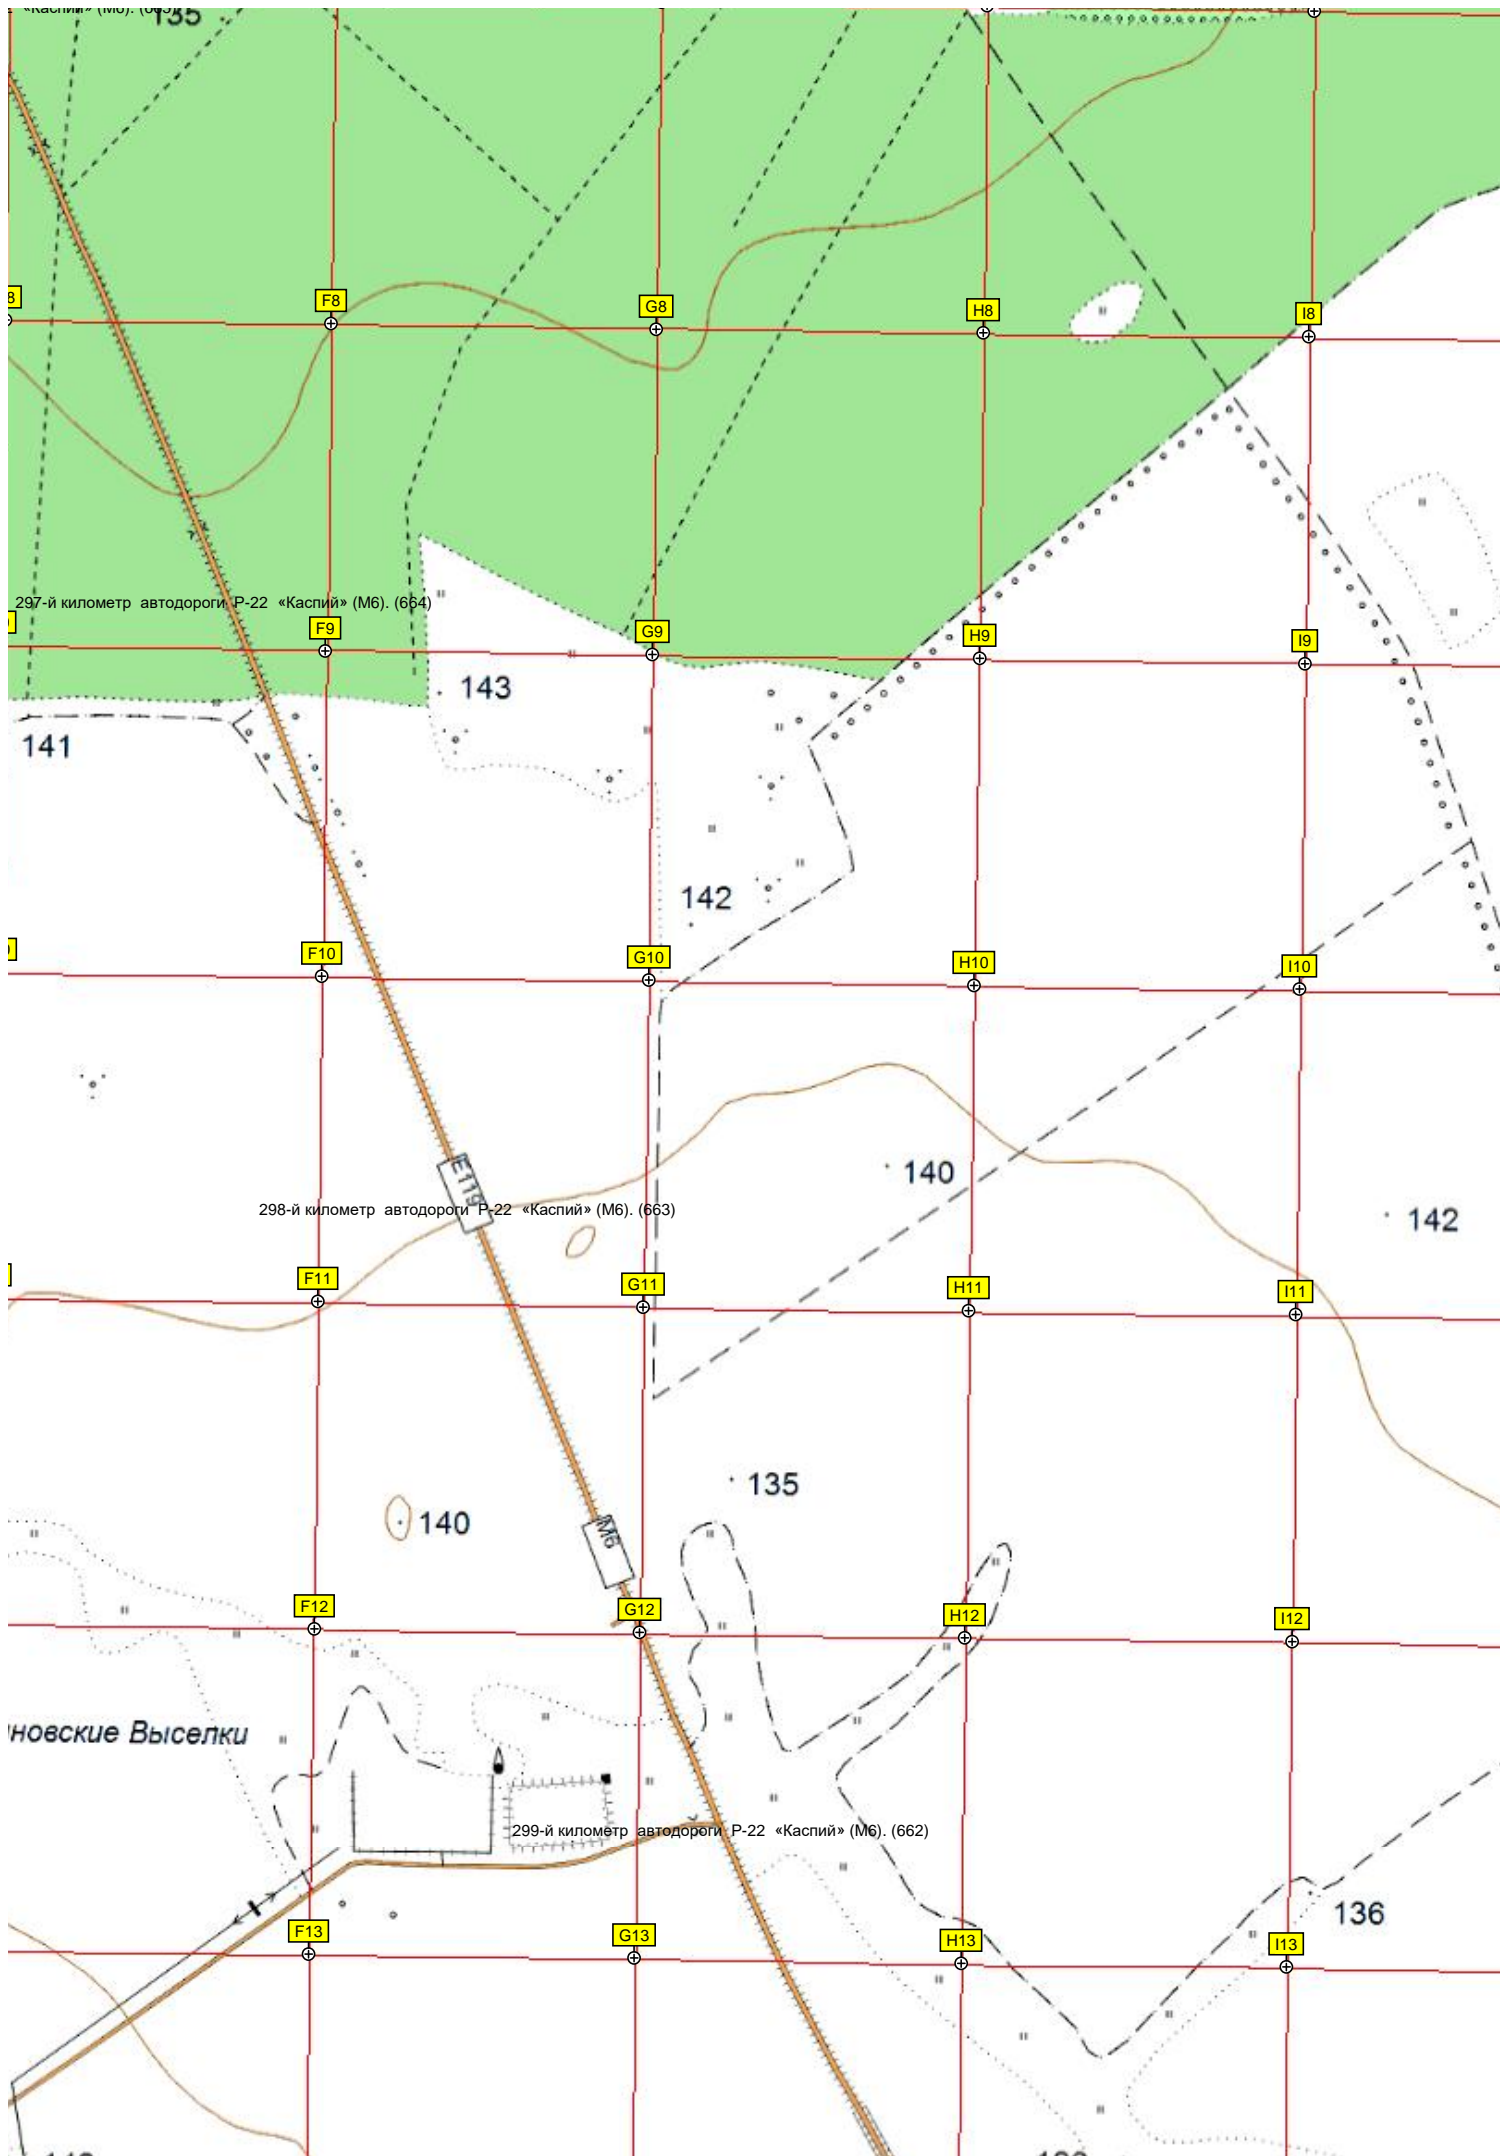 «Каспий» (М6).
135
F8
G8
H8
I8
297-й километр автодороги Р-22 «Каспий» (М6). (664)
F9
G9
H9
I9
143
141
142
F10
G10
H10
I10
E119
140
298-й километр автодороги Р-22 «Каспий» (М6). (663)
142
F11
G11
H11
I11
135
140
М6
F12
G12
H12
I12
новские Выселки
299-й километр автодороги Р-22 «Каспий» (М6). (662)
136
F13
G13
H13
I13